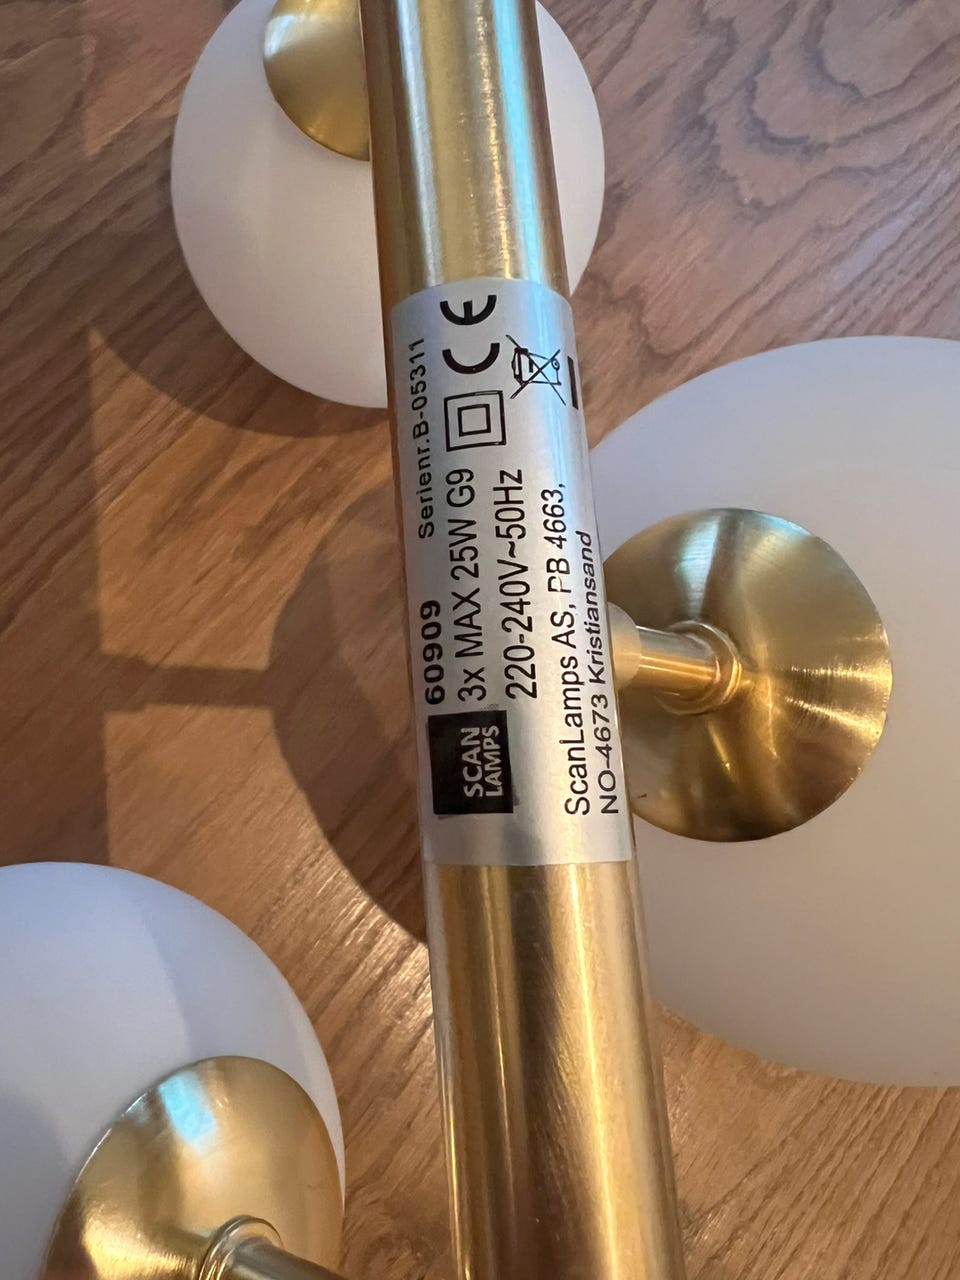 60909 Serienr.B-05311
SCAN
LAMPS
3x MAX 25W G9
CE
220-240V~50Hz
ScanLamps AS, PB 4663,
NO-4673 Kristiansand